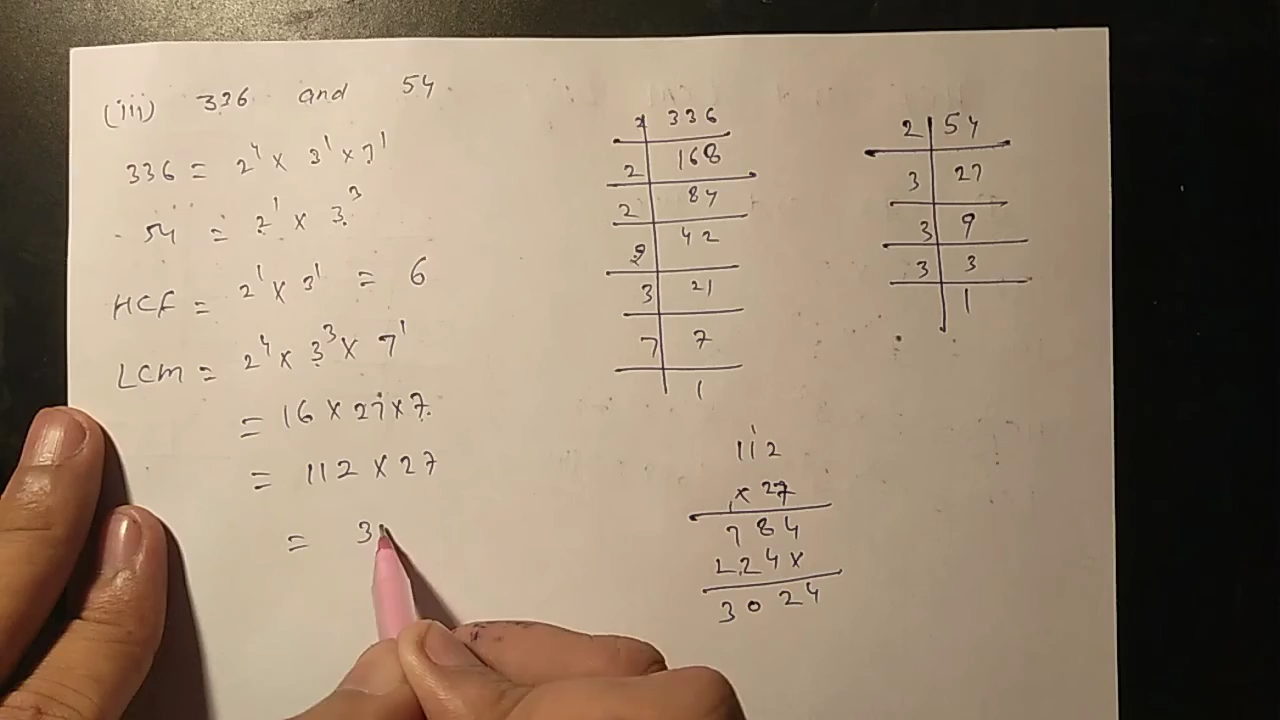 (iii) 336 and 54
336 = 2⁴ × 3¹ × 7¹
54 = 2¹ × 3³
HCF = 2¹ × 3¹ = 6
LCM = 2⁴ × 3³ × 7¹
= 16 × 27 × 7
= 112 × 27
= 3
2 336
2 168
2 84
2 42
3 21
7 7
1
2 54
3 27
3 9
3 3
1
112
× 27
784
224×
3024